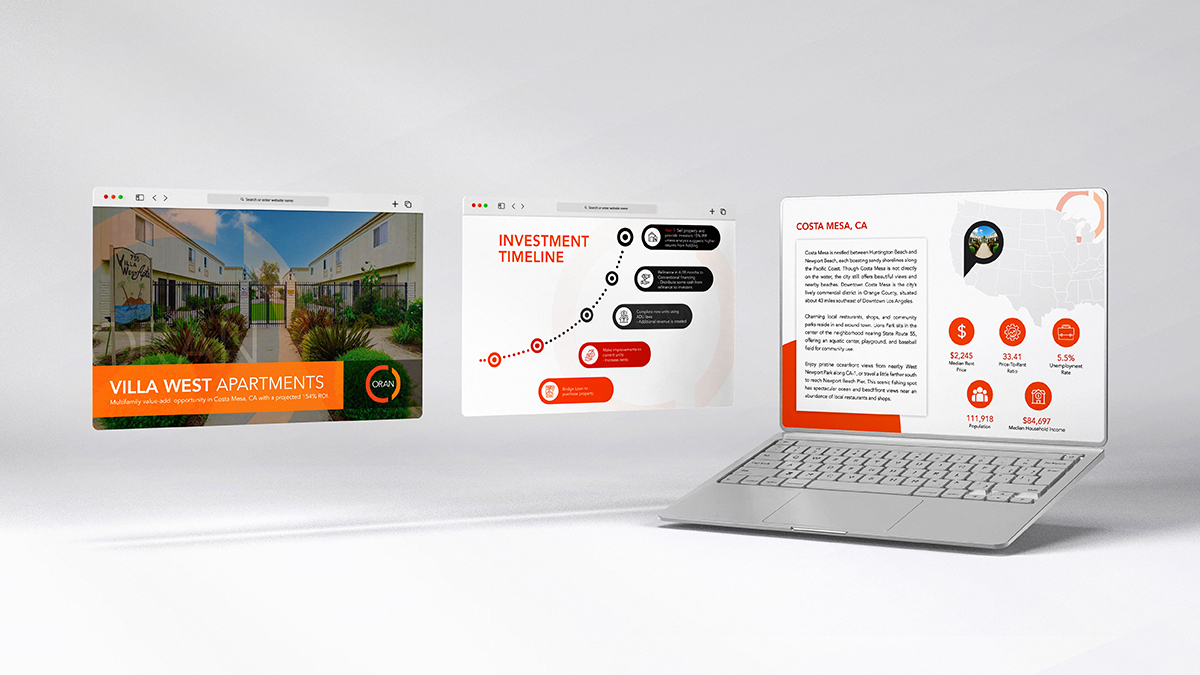 Search or enter website name
755
VILLA
West Apts
VILLA WEST APARTMENTS
Multifamily value-add opportunity in Costa Mesa, CA with a projected 154% ROI.
ORAN
Search or enter website name
INVESTMENT
TIMELINE
Sell property and
provide investors 15% IRR
unless analysis suggests higher
returns from holding
Refinance in 6-18 months to
Conventional financing
- Distribute some cash from
refinance to investors
Complete new units using
ADU laws
- Additional revenue is created
Make improvements to
current units
- Increase rents
Bridge Loan to
purchase property
COSTA MESA, CA
Costa Mesa is nestled between Huntington Beach and
Newport Beach, each boasting sandy shorelines along
the Pacific Coast. Though Costa Mesa is not directly
on the water, the city still offers beautiful views and
nearby beaches. Downtown Costa Mesa is the city's
lively commercial district in Orange County, situated
about 43 miles southeast of Downtown Los Angeles.
Charming local restaurants, shops, and community
parks reside in and around town. Lions Park sits in the
center of the neighborhood nearing State Route 55,
offering an aquatic center, playground, and baseball
field for community use.
Enjoy pristine oceanfront views from nearby West
Newport Park along CA-1, or travel a little farther south
to reach Newport Beach Pier. This scenic fishing spot
has spectacular ocean and beachfront views near an
abundance of local restaurants and shops.
$2,245
Median Rent
Price
33.41
Price-To-Rent
Ratio
5.5%
Unemployment
Rate
111,918
Population
$84,697
Median Household Income